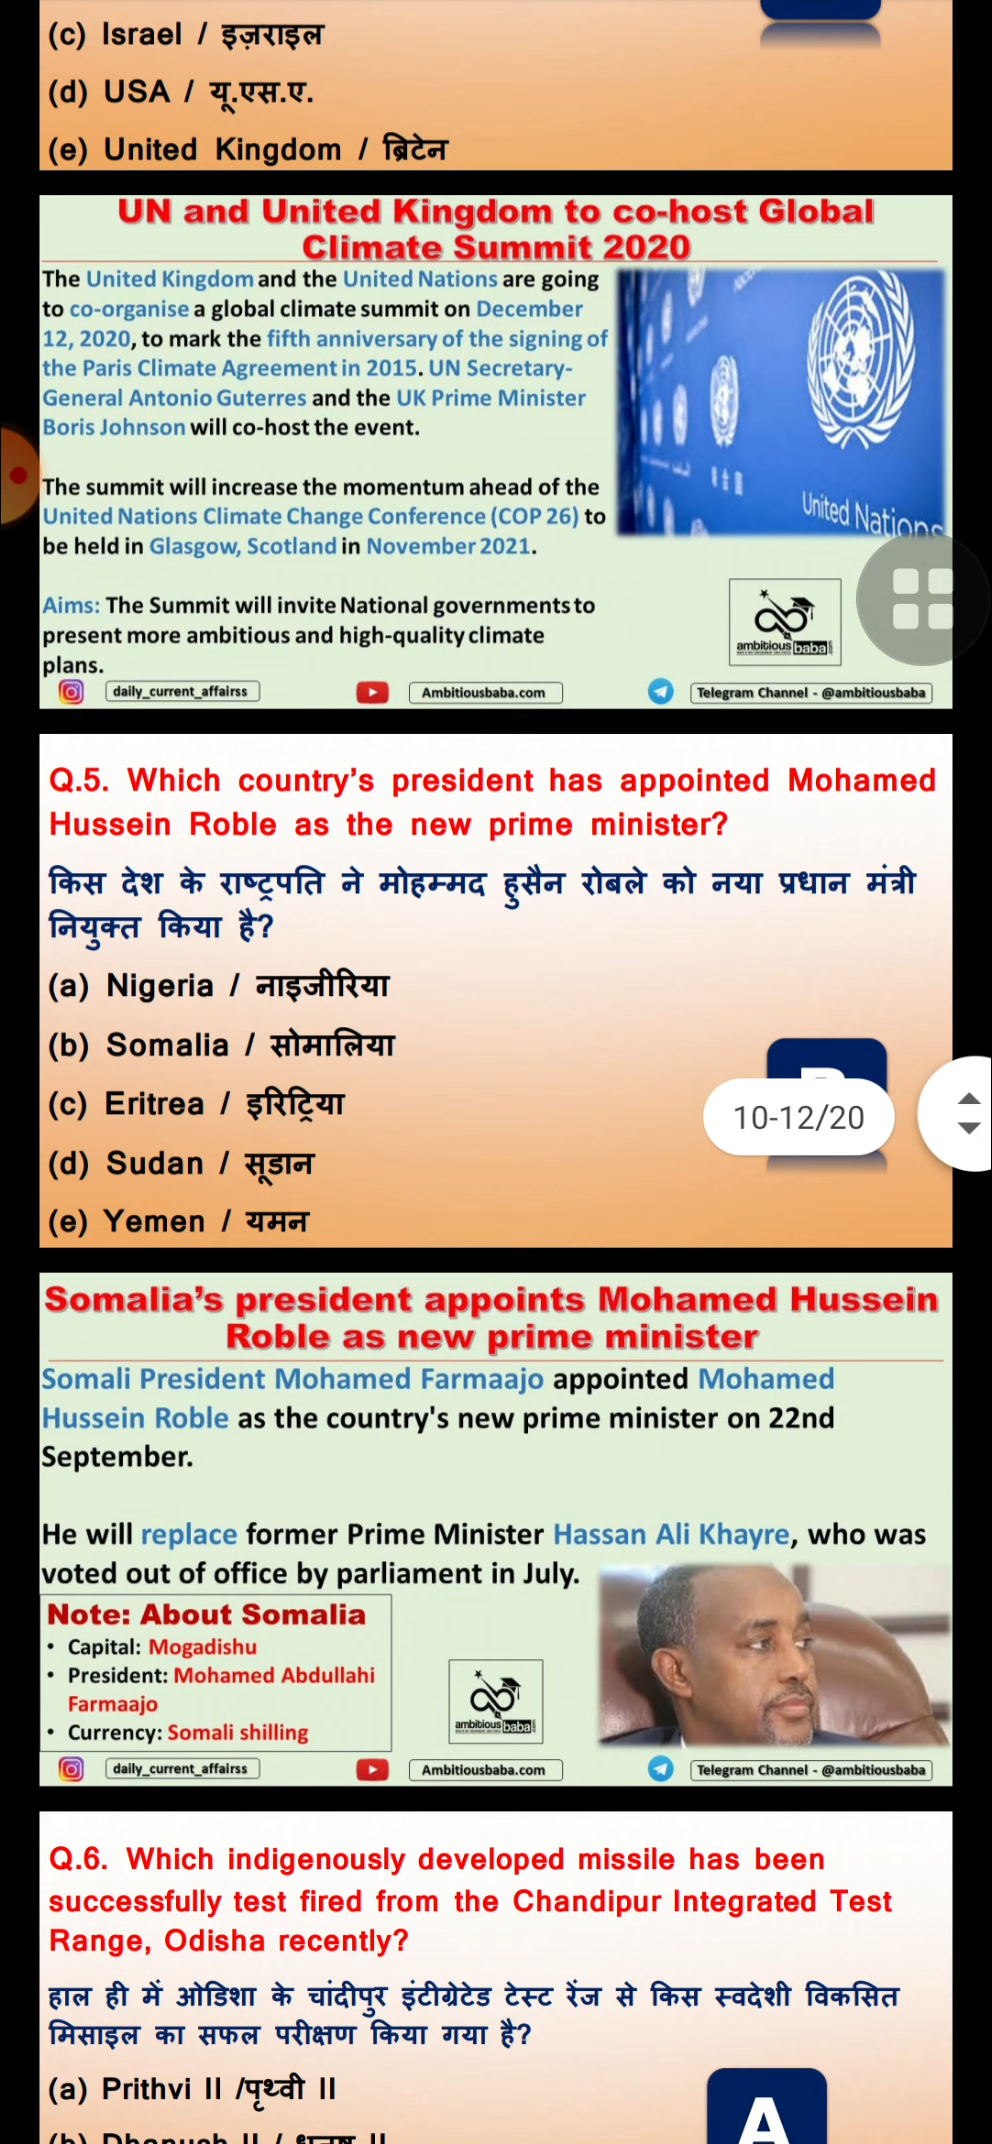 (c) Israel / इज़राइल
(d) USA / यू.एस.ए.
(e) United Kingdom / ब्रिटेन
UN and United Kingdom to co-host Global
Climate Summit 2020
The United Kingdom and the United Nations are going
to co-organise a global climate summit on December
12, 2020, to mark the fifth anniversary of the signing of
the Paris Climate Agreement in 2015. UN Secretary-
General Antonio Guterres and the UK Prime Minister
Boris Johnson will co-host the event.
The summit will increase the momentum ahead of the
United Nations Climate Change Conference (COP 26) to
be held in Glasgow, Scotland in November 2021.
Aims: The Summit will invite National governments to
present more ambitious and high-quality climate
plans.
United Nations
ambitious baba
daily_current_affairss
Ambitiousbaba.com
Telegram Channel - @ambitiousbaba
Q.5. Which country's president has appointed Mohamed
Hussein Roble as the new prime minister?
किस देश के राष्ट्रपति ने मोहम्मद हुसैन रोबले को नया प्रधान मंत्री
नियुक्त किया है?
(a) Nigeria / नाइजीरिया
(b) Somalia / सोमालिया
(c) Eritrea / इरिट्रिया
(d) Sudan / सूडान
(e) Yemen / यमन
10-12/20
Somalia's president appoints Mohamed Hussein
Roble as new prime minister
Somali President Mohamed Farmaajo appointed Mohamed
Hussein Roble as the country's new prime minister on 22nd
September.
He will replace former Prime Minister Hassan Ali Khayre, who was
voted out of office by parliament in July.
Note: About Somalia
• Capital: Mogadishu
• President: Mohamed Abdullahi
Farmaajo
• Currency: Somali shilling
ambitious baba
daily_current_affairss
Ambitiousbaba.com
Telegram Channel - @ambitiousbaba
Q.6. Which indigenously developed missile has been
successfully test fired from the Chandipur Integrated Test
Range, Odisha recently?
हाल ही में ओडिशा के चांदीपुर इंटीग्रेटेड टेस्ट रेंज से किस स्वदेशी विकसित
मिसाइल का सफल परीक्षण किया गया है?
(a) Prithvi II /पृथ्वी II
A
(b) Dhanush II / धनुष II